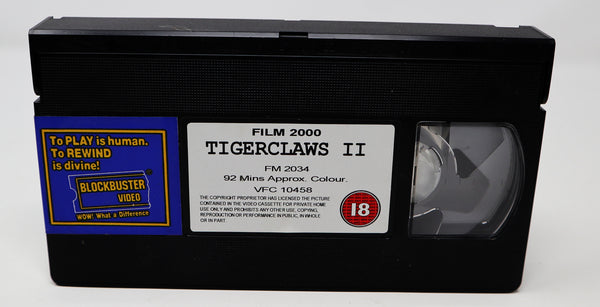 To PLAY is human.
To REWIND
is divine!
BLOCKBUSTER
VIDEO
WOW! What a Difference
FILM 2000
TIGERCLAWS II
FM 2034
92 Mins Approx. Colour.
VFC 10458
THE COPYRIGHT PROPRIETOR HAS LICENSED THE PICTURE
CONTAINED IN THE VIDEO CASSETTE FOR PRIVATE HOME
USE ONLY AND PROHIBITS ANY OTHER USE, COPYING,
REPRODUCTION OR PERFORMANCE IN PUBLIC, IN WHOLE
OR IN PART.
18